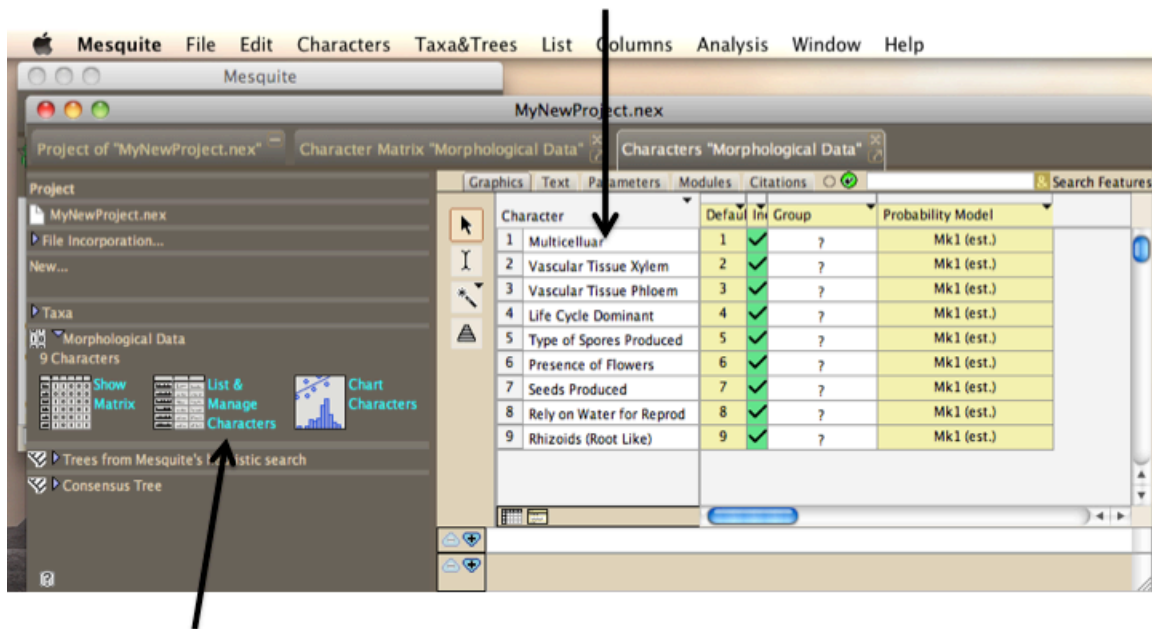 Mesquite File Edit Characters Taxa&Trees List Columns Analysis Window Help
Mesquite
MyNewProject.nex
Project of "MyNewProject.nex" Character Matrix "Morphological Data" Characters "Morphological Data"
Project
MyNewProject.nex
File Incorporation...
New...
Taxa
Morphological Data
9 Characters
Show
Matrix
List &
Manage
Characters
Chart
Characters
Trees from Mesquite's heuristic search
Consensus Tree
Graphics Text Parameters Modules Citations & Search Features
Character Defaul In Group Probability Model
1 Multicelluar 1 ? Mk1 (est.)
2 Vascular Tissue Xylem 2 ? Mk1 (est.)
3 Vascular Tissue Phloem 3 ? Mk1 (est.)
4 Life Cycle Dominant 4 ? Mk1 (est.)
5 Type of Spores Produced 5 ? Mk1 (est.)
6 Presence of Flowers 6 ? Mk1 (est.)
7 Seeds Produced 7 ? Mk1 (est.)
8 Rely on Water for Reprod 8 ? Mk1 (est.)
9 Rhizoids (Root Like) 9 ? Mk1 (est.)
?